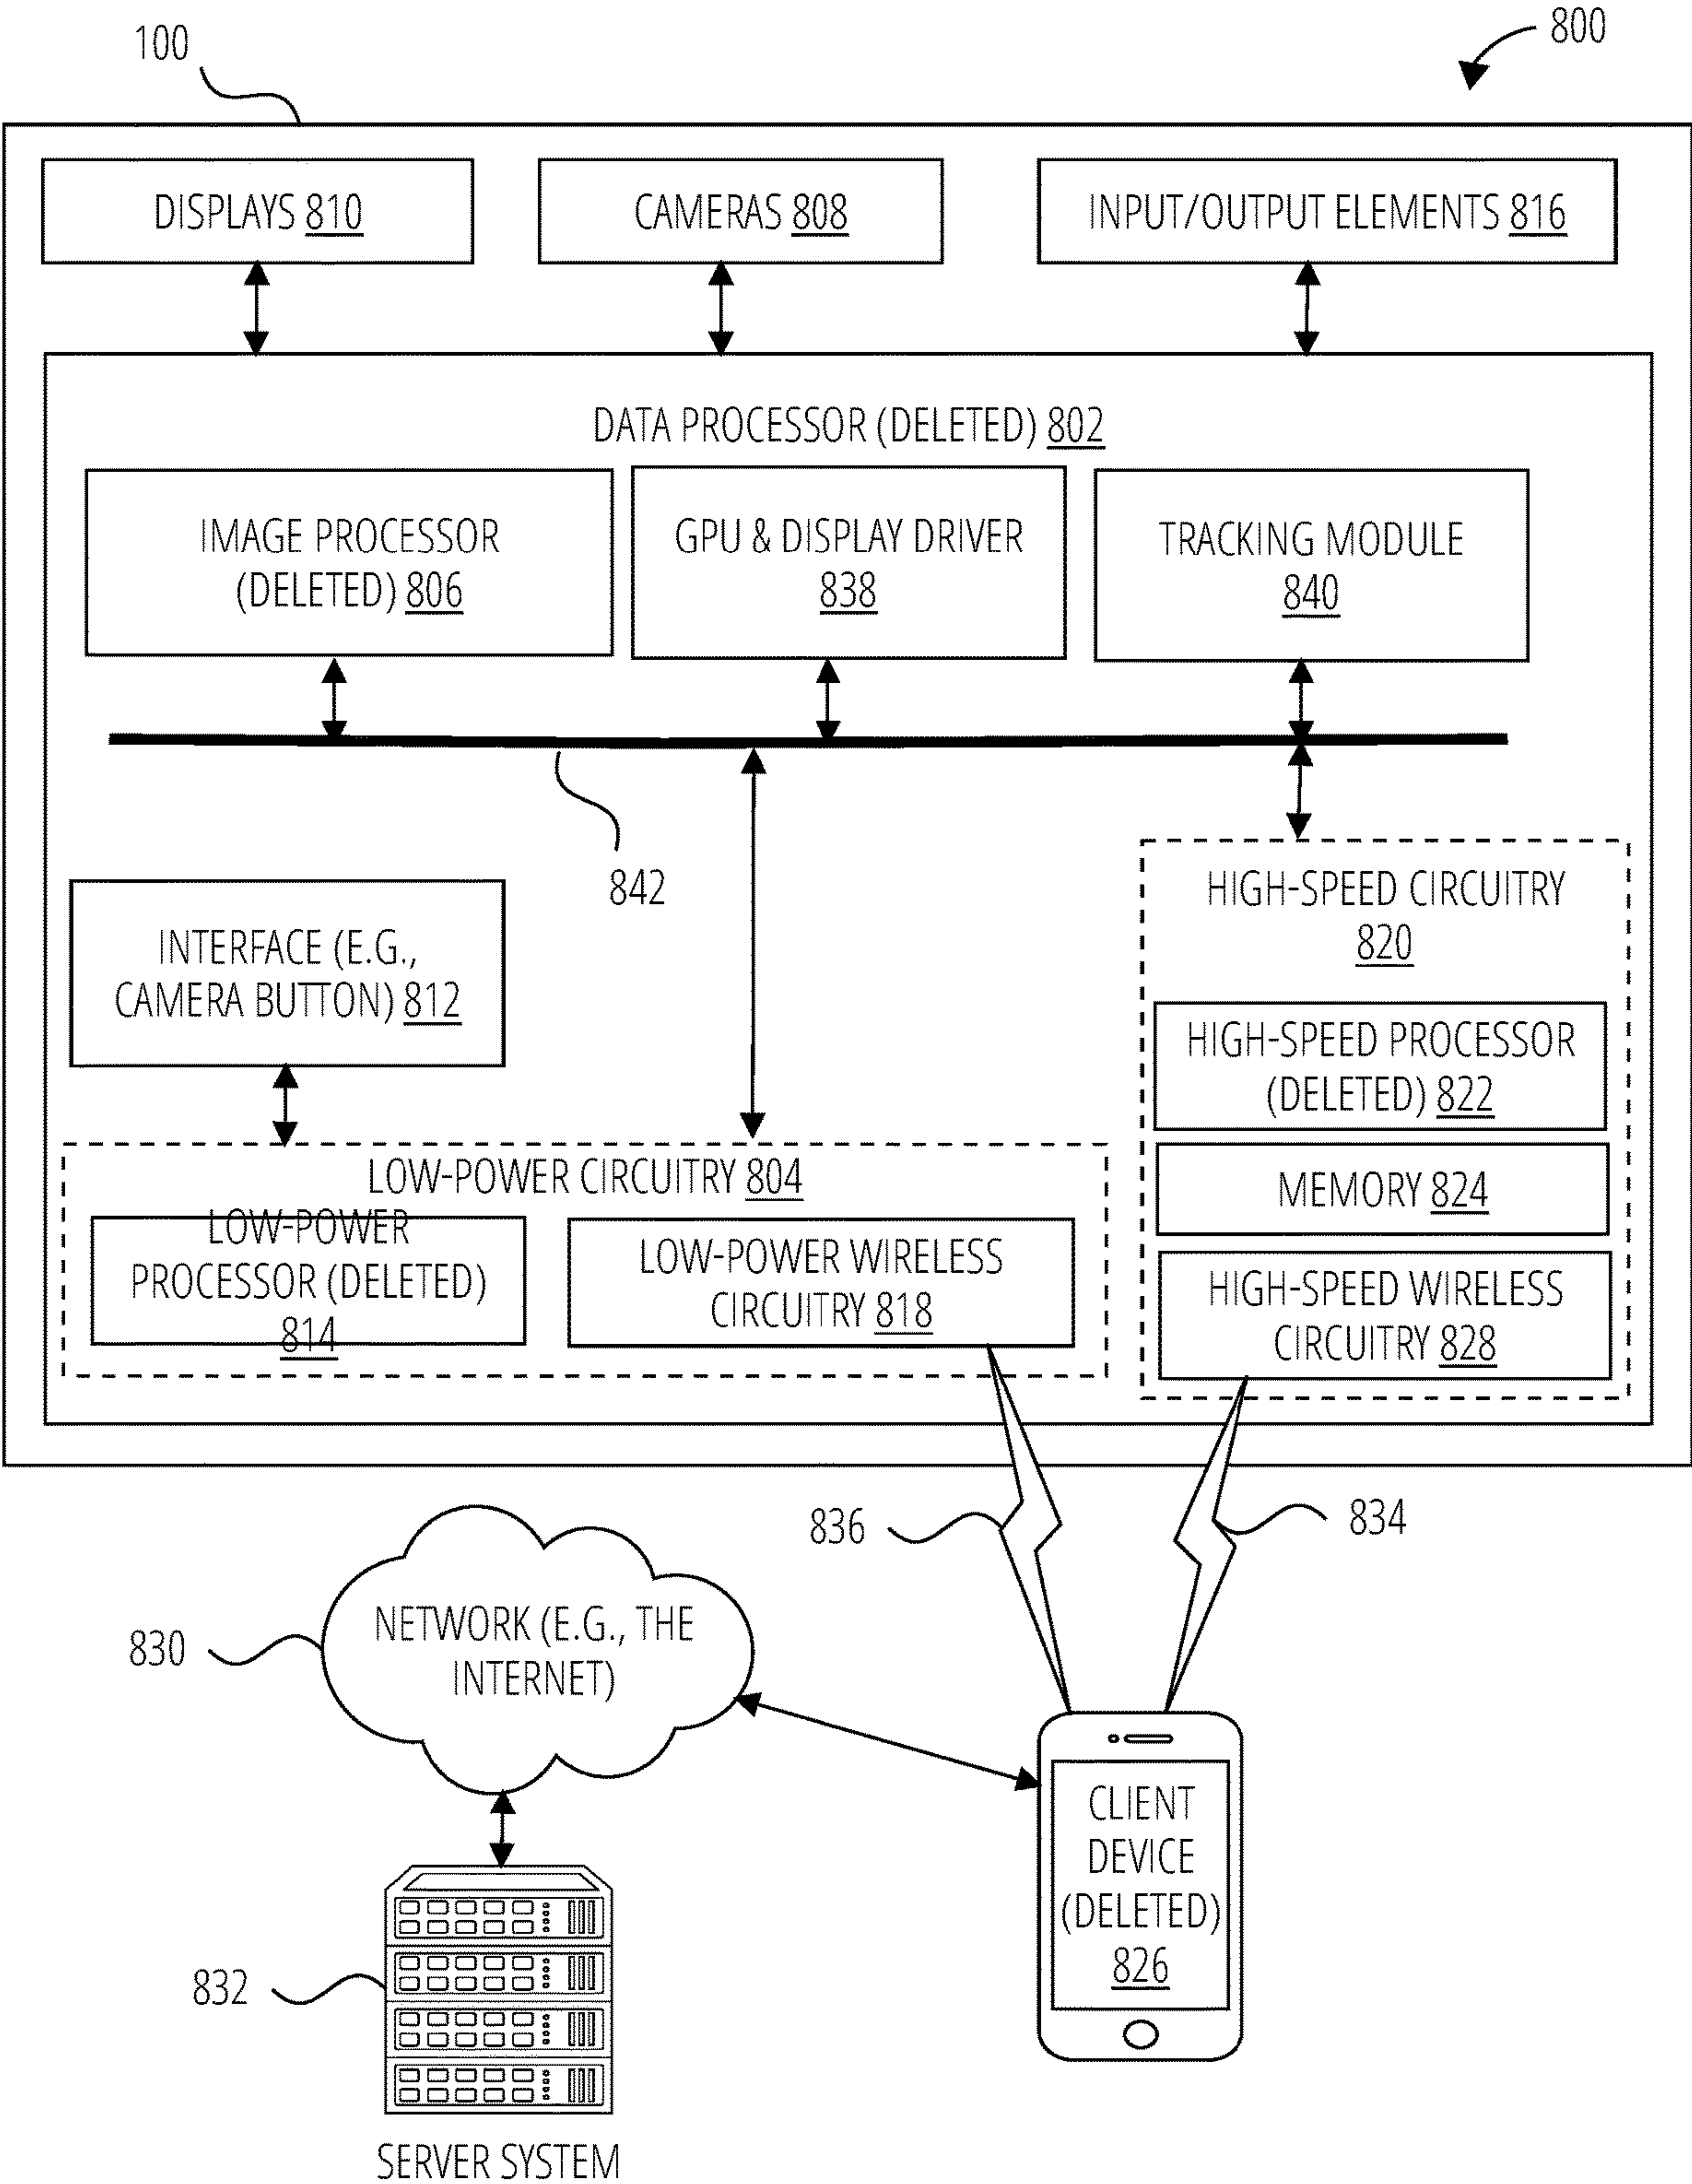 100
800
DISPLAYS 810
CAMERAS 808
INPUT/OUTPUT ELEMENTS 816
DATA PROCESSOR (DELETED) 802
IMAGE PROCESSOR
(DELETED) 806
GPU & DISPLAY DRIVER
838
TRACKING MODULE
840
842
INTERFACE (E.G.,
CAMERA BUTTON) 812
HIGH-SPEED CIRCUITRY
820
HIGH-SPEED PROCESSOR
(DELETED) 822
MEMORY 824
HIGH-SPEED WIRELESS
CIRCUITRY 828
LOW-POWER CIRCUITRY 804
LOW-POWER
PROCESSOR (DELETED)
814
LOW-POWER WIRELESS
CIRCUITRY 818
836
834
830
NETWORK (E.G., THE
INTERNET)
CLIENT
DEVICE
(DELETED)
826
832
SERVER SYSTEM